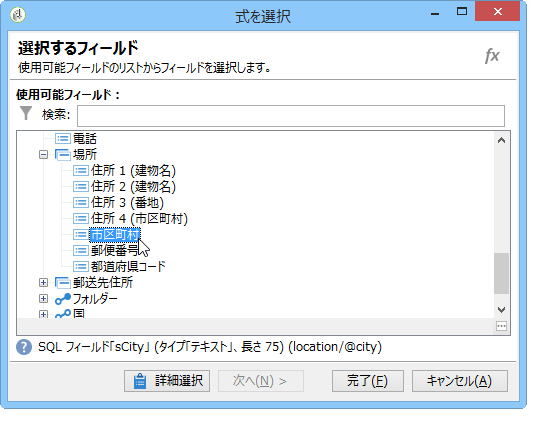 式を選択
選択するフィールド
使用可能フィールドのリストからフィールドを選択します。
fx
使用可能フィールド：
検索:
電話
場所
住所 1 (建物名)
住所 2 (建物名)
住所 3 (番地)
住所 4 (市区町村)
市区町村
郵便番号
都道府県コード
郵送先住所
フォルダー
国
SQL フィールド「sCity」 (タイプ「テキスト」、長さ 75) (location/@city)
詳細選択 次へ(N) > 完了(F) キャンセル(A)